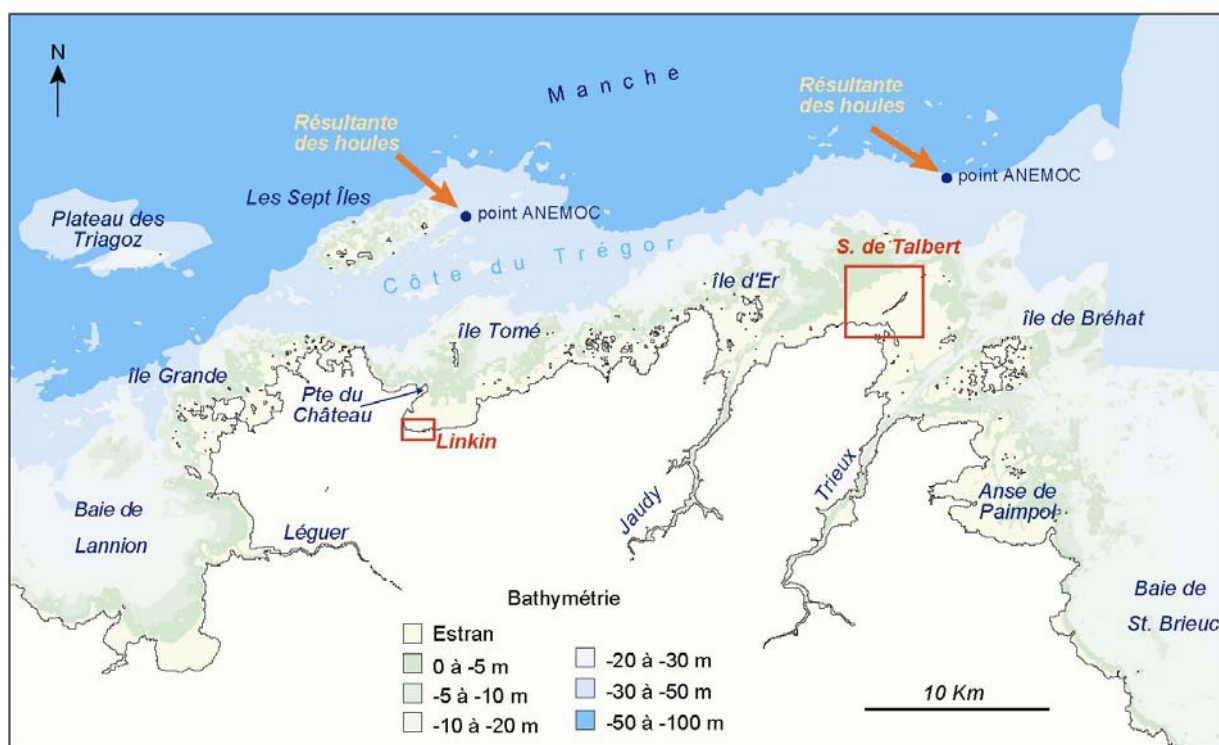 N
Manche
Résultante
des houles
Résultante
des houles
point ANEMOC
point ANEMOC
Les Sept Îles
Plateau des
Triagoz
Côte du Trégor
S. de Talbert
île d'Er
île de Bréhat
île Tomé
île Grande
Pte du
Château
Linkin
Trieux
Jaudy
Anse de
Paimpol
Baie de
Lannion
Léguer
Baie de
St. Brieuc
Bathymétrie
Estran
0 à -5 m
-5 à -10 m
-10 à -20 m
-20 à -30 m
-30 à -50 m
-50 à -100 m
10 Km